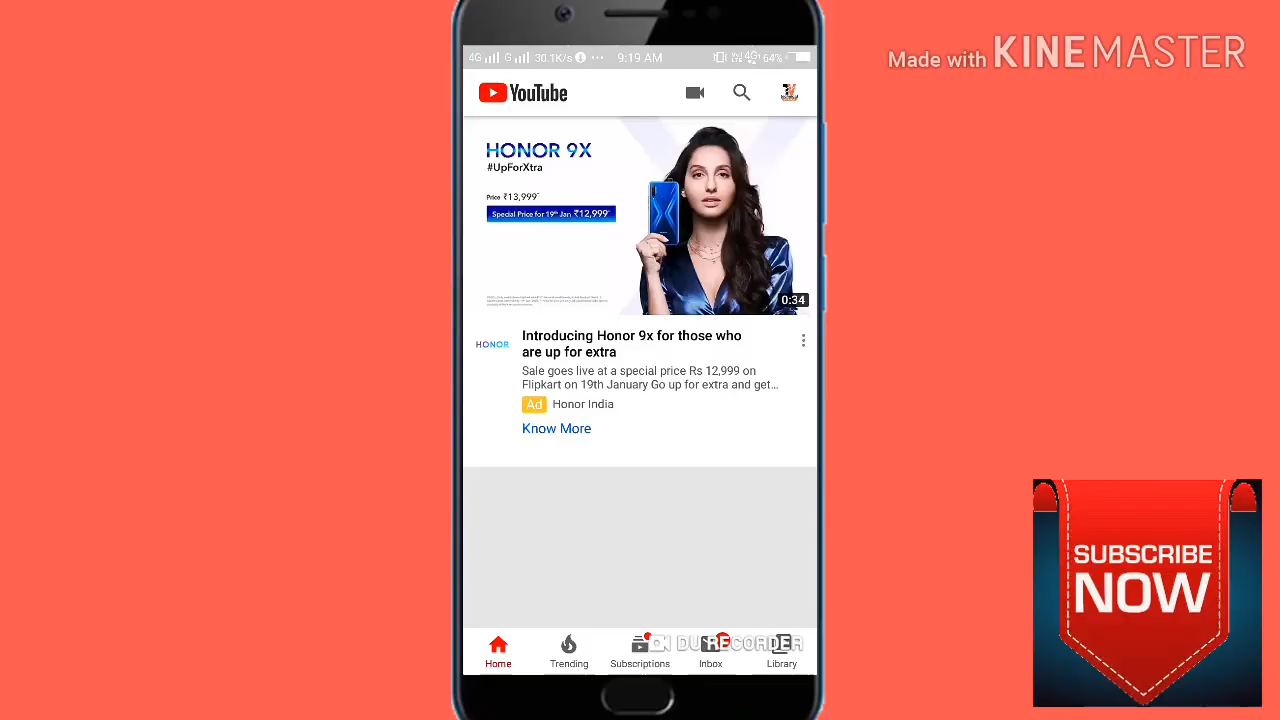 Made with KINEMASTER
4G G 30.1K/s 9:19 AM 4G 64%
YouTube
HONOR 9X
#UpForXtra
Price ₹13,999*
Special Price for 19th Jan ₹12,999*
0:34
HONOR
Introducing Honor 9x for those who
are up for extra
Sale goes live at a special price Rs 12,999 on
Flipkart on 19th January Go up for extra and get...
Ad Honor India
Know More
SUBSCRIBE
NOW
DU RECORDER
Home Trending Subscriptions Inbox Library